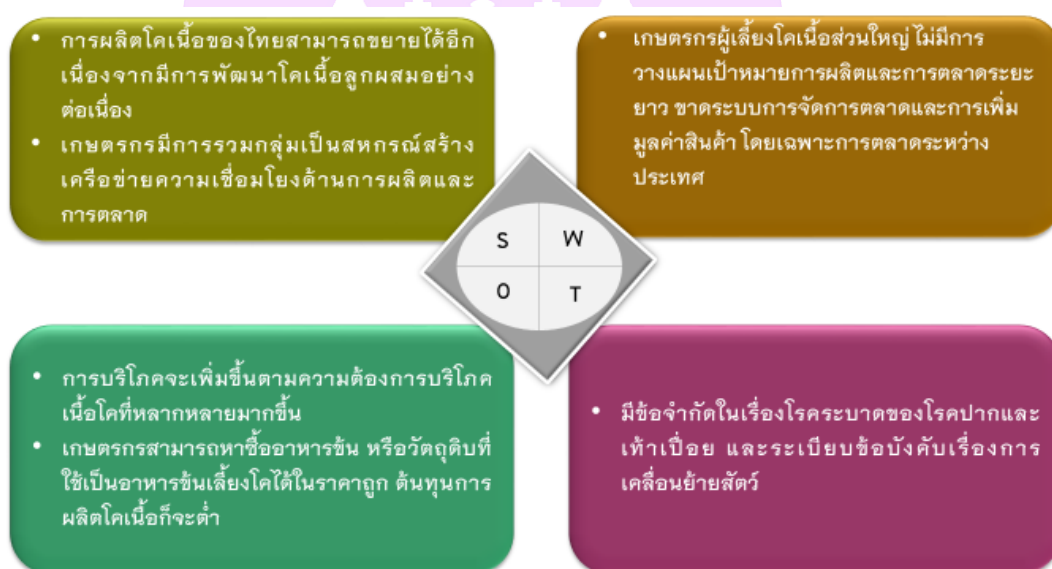 • การผลิตโคเนื้อของไทยสามารถขยายได้อีก
เนื่องจากมีการพัฒนาโคเนื้อลูกผสมอย่าง
ต่อเนื่อง
• เกษตรกรมีการรวมกลุ่มเป็นสหกรณ์สร้าง
เครือข่ายความเชื่อมโยงด้านการผลิตและ
การตลาด
• เกษตรกรผู้เลี้ยงโคเนื้อส่วนใหญ่ ไม่มีการ
วางแผนเป้าหมายการผลิตและการตลาดระยะ
ยาว ขาดระบบการจัดการตลาดและการเพิ่ม
มูลค่าสินค้า โดยเฉพาะการตลาดระหว่าง
ประเทศ
S W
O T
• การบริโภคจะเพิ่มขึ้นตามความต้องการบริโภค
เนื้อโคที่หลากหลายมากขึ้น
• เกษตรกรสามารถหาซื้ออาหารข้น หรือวัตถุดิบที่
ใช้เป็นอาหารข้นเลี้ยงโคได้ในราคาถูก ต้นทุนการ
ผลิตโคเนื้อก็จะต่ำ
• มีข้อจำกัดในเรื่องโรคระบาดของโรคปากและ
เท้าเปื่อย และระเบียบข้อบังคับเรื่องการ
เคลื่อนย้ายสัตว์